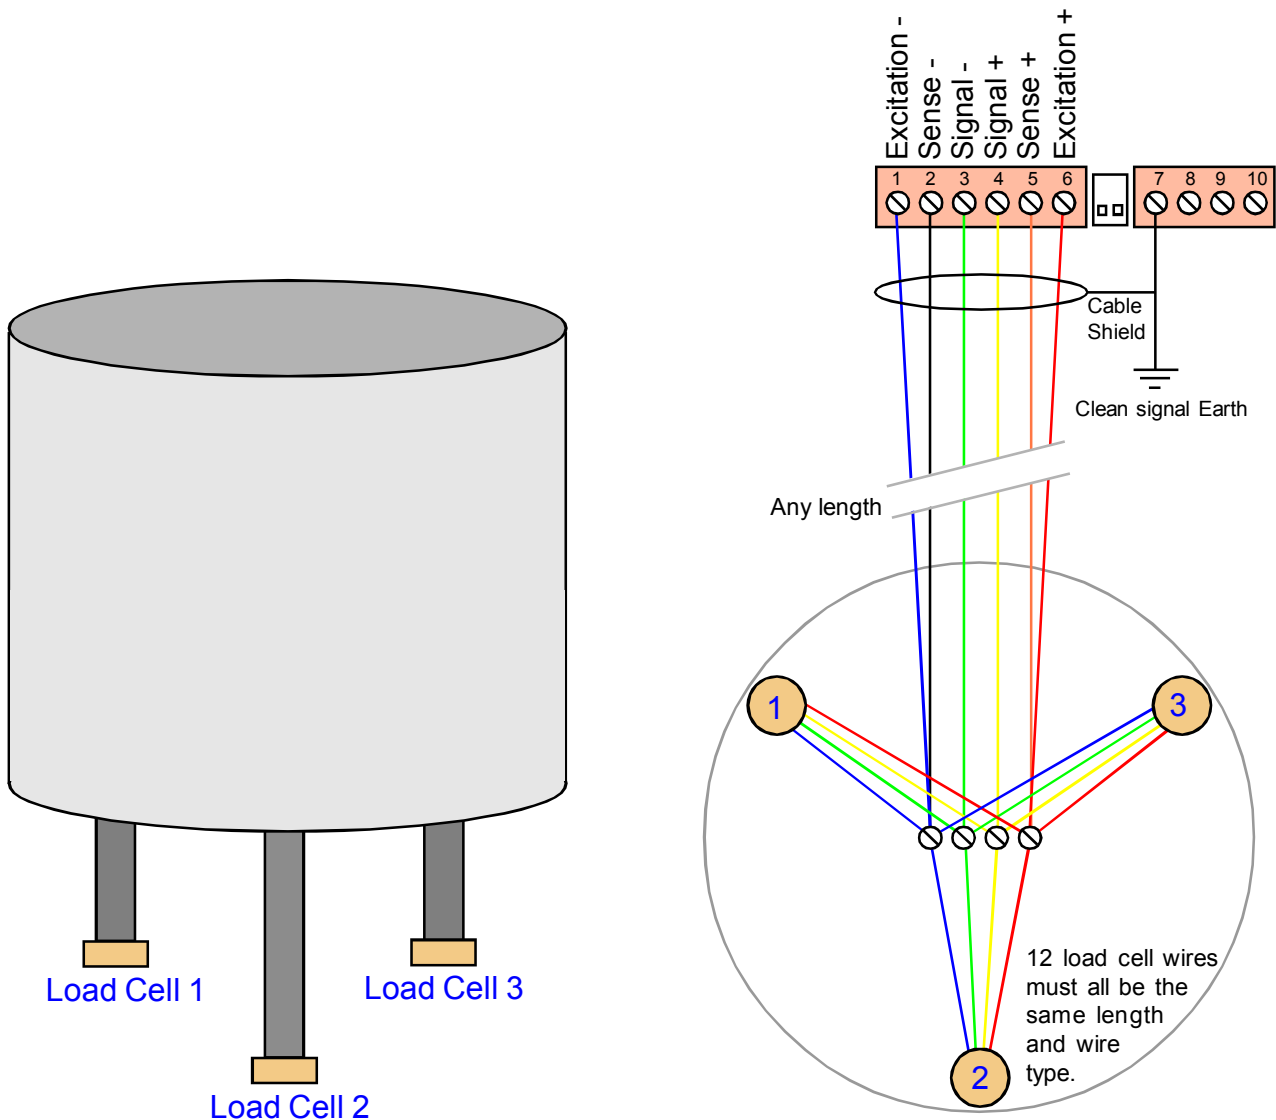 Excitation -
Sense -
Signal -
Signal +
Sense +
Excitation +
1 2 3 4 5 6 7 8 9 10
Cable
Shield
Clean signal Earth
Any length
1
3
2
12 load cell wires
must all be the
same length
and wire
type.
Load Cell 1
Load Cell 3
Load Cell 2